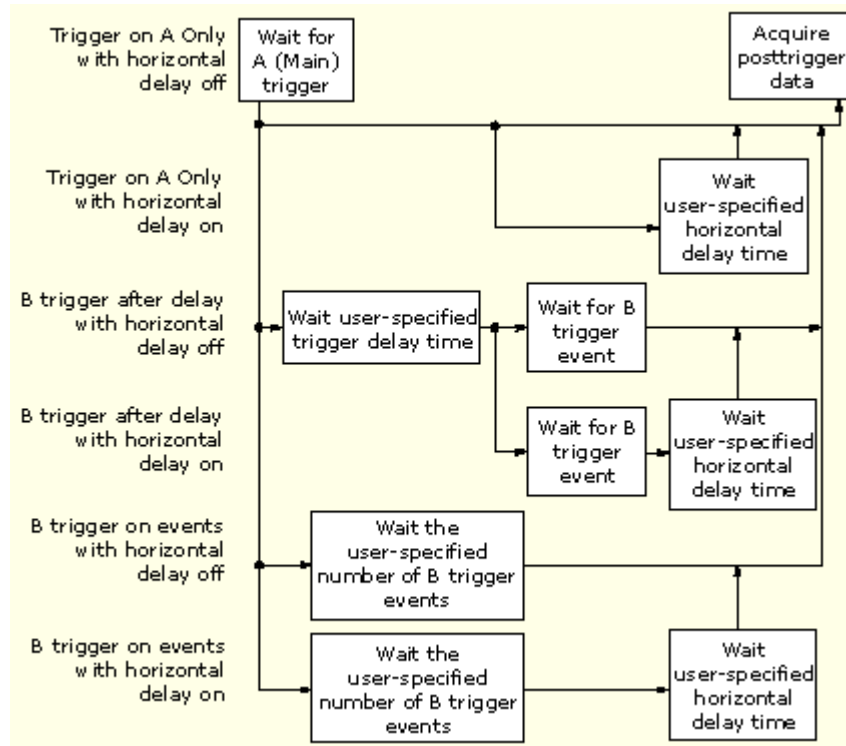 Trigger on A Only
with horizontal
delay off
Wait for
A (Main)
trigger
Acquire
posttrigger
data
Trigger on A Only
with horizontal
delay on
Wait
user-specified
horizontal
delay time
B trigger after delay
with horizontal
delay off
Wait user-specified
trigger delay time
Wait for B
trigger
event
B trigger after delay
with horizontal
delay on
Wait for B
trigger
event
Wait
user-specified
horizontal
delay time
B trigger on events
with horizontal
delay off
Wait the
user-specified
number of B trigger
events
B trigger on events
with horizontal
delay on
Wait the
user-specified
number of B trigger
events
Wait
user-specified
horizontal
delay time